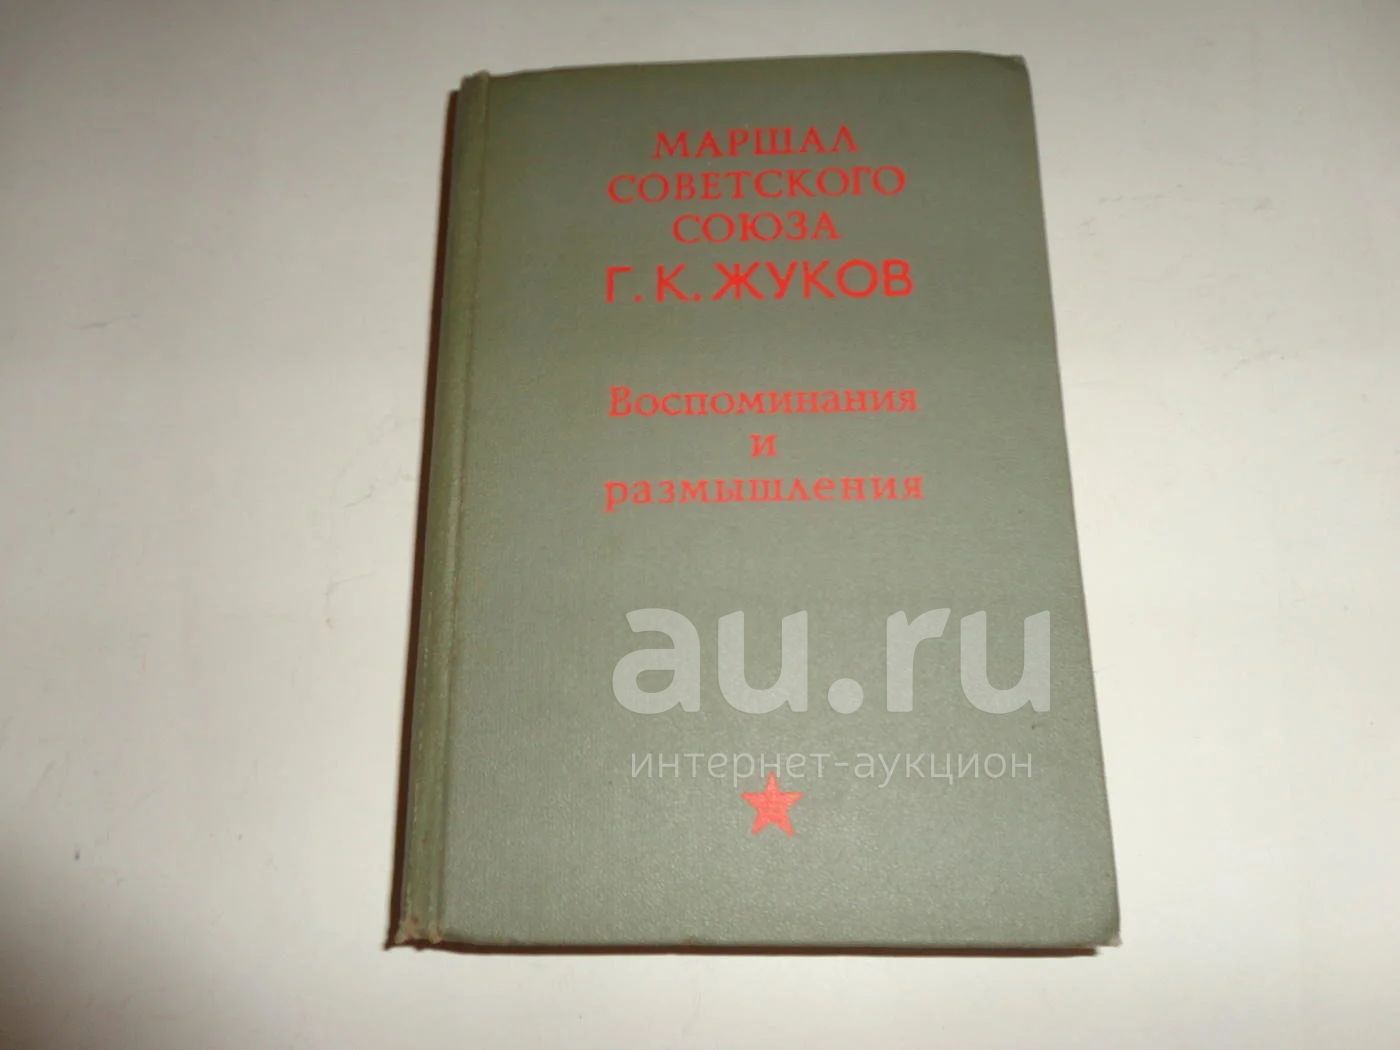 МАРШАЛ
СОВЕТСКОГО
СОЮЗА
Г. К. ЖУКОВ
Воспоминания
и
размышления
au.ru
интернет-аукцион